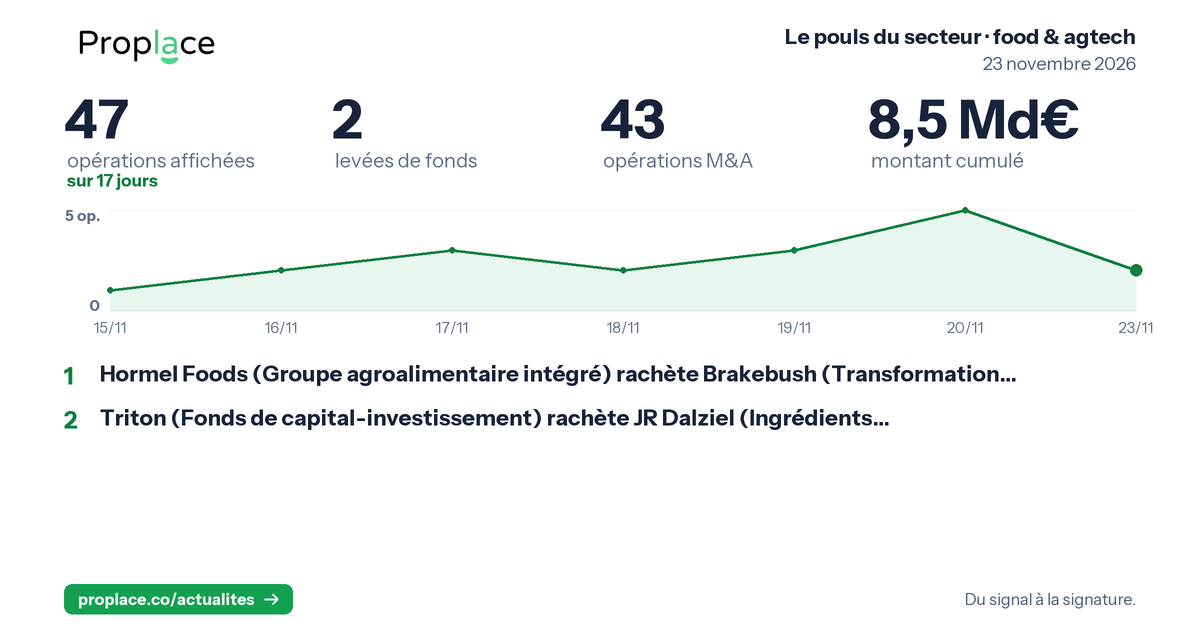 Proplace
Le pouls du secteur · food & agtech
23 novembre 2026
47
opérations affichées
sur 17 jours
2
levées de fonds
43
opérations M&A
8,5 Md€
montant cumulé
5 op.
0
15/11
16/11
17/11
18/11
19/11
20/11
23/11
1 Hormel Foods (Groupe agroalimentaire intégré) rachète Brakebush (Transformation...
2 Triton (Fonds de capital-investissement) rachète JR Dalziel (Ingrédients...
proplace.co/actualites →
Du signal à la signature.